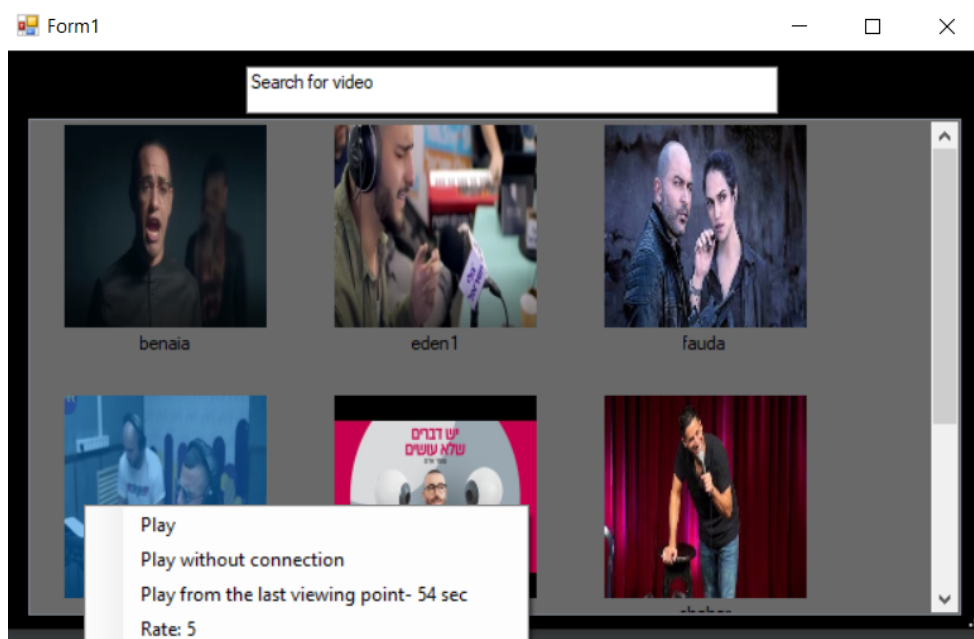 Form1
Search for video
benaia
eden1
fauda
יש דברים
שלא עושים
Play
Play without connection
Play from the last viewing point- 54 sec
Rate: 5